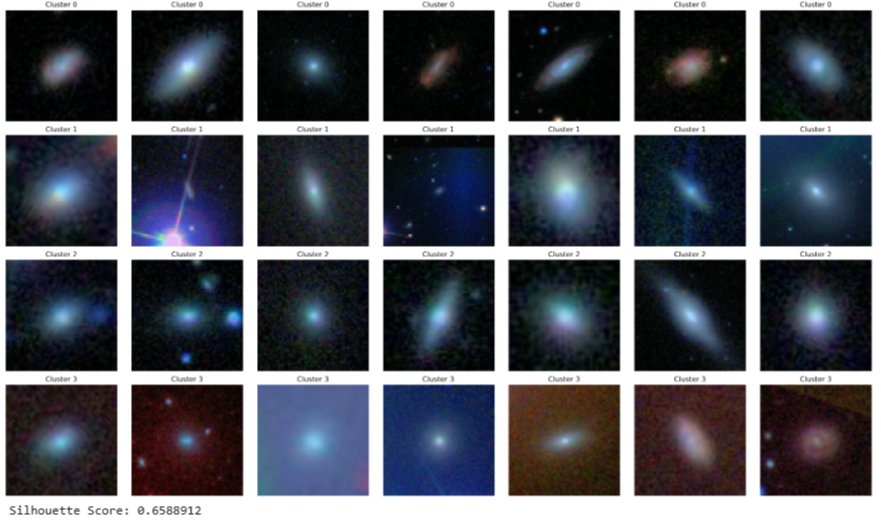 Cluster 0 Cluster 0 Cluster 0 Cluster 0 Cluster 0 Cluster 0 Cluster 0
Cluster 1 Cluster 1 Cluster 1 Cluster 1 Cluster 1 Cluster 1 Cluster 1
Cluster 2 Cluster 2 Cluster 2 Cluster 2 Cluster 2 Cluster 2 Cluster 2
Cluster 3 Cluster 3 Cluster 3 Cluster 3 Cluster 3 Cluster 3 Cluster 3
Silhouette Score: 0.6588912